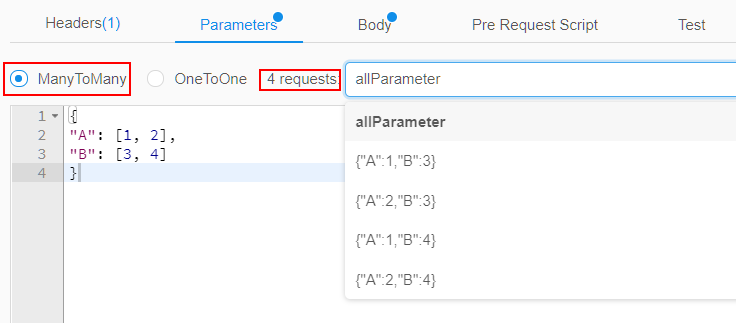 Headers(1) Parameters Body Pre Request Script Test
ManyToMany OneToOne 4 requests: allParameter
1 {
2 "A": [1, 2],
3 "B": [3, 4]
4 }
allParameter
{"A":1,"B":3}
{"A":2,"B":3}
{"A":1,"B":4}
{"A":2,"B":4}